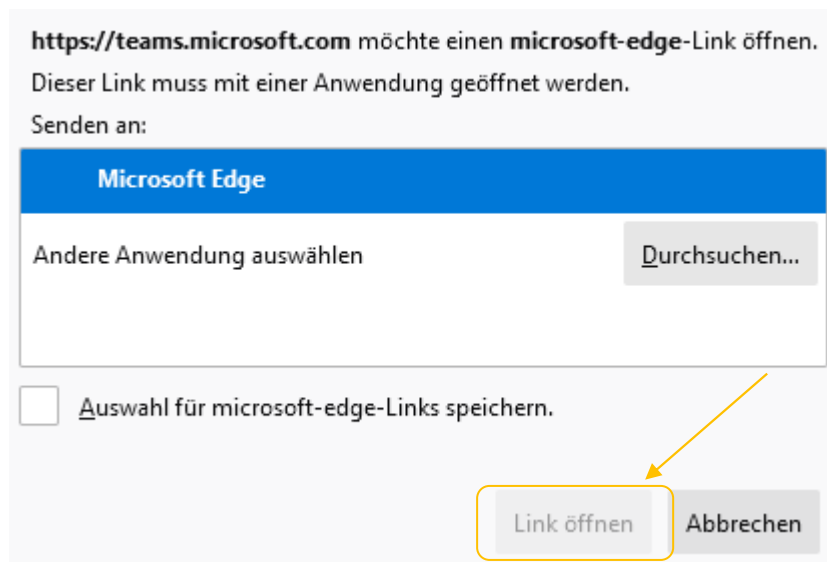 https://teams.microsoft.com möchte einen microsoft-edge-Link öffnen.
Dieser Link muss mit einer Anwendung geöffnet werden.
Senden an:
Microsoft Edge
Andere Anwendung auswählen
Durchsuchen...
Auswahl für microsoft-edge-Links speichern.
Link öffnen
Abbrechen